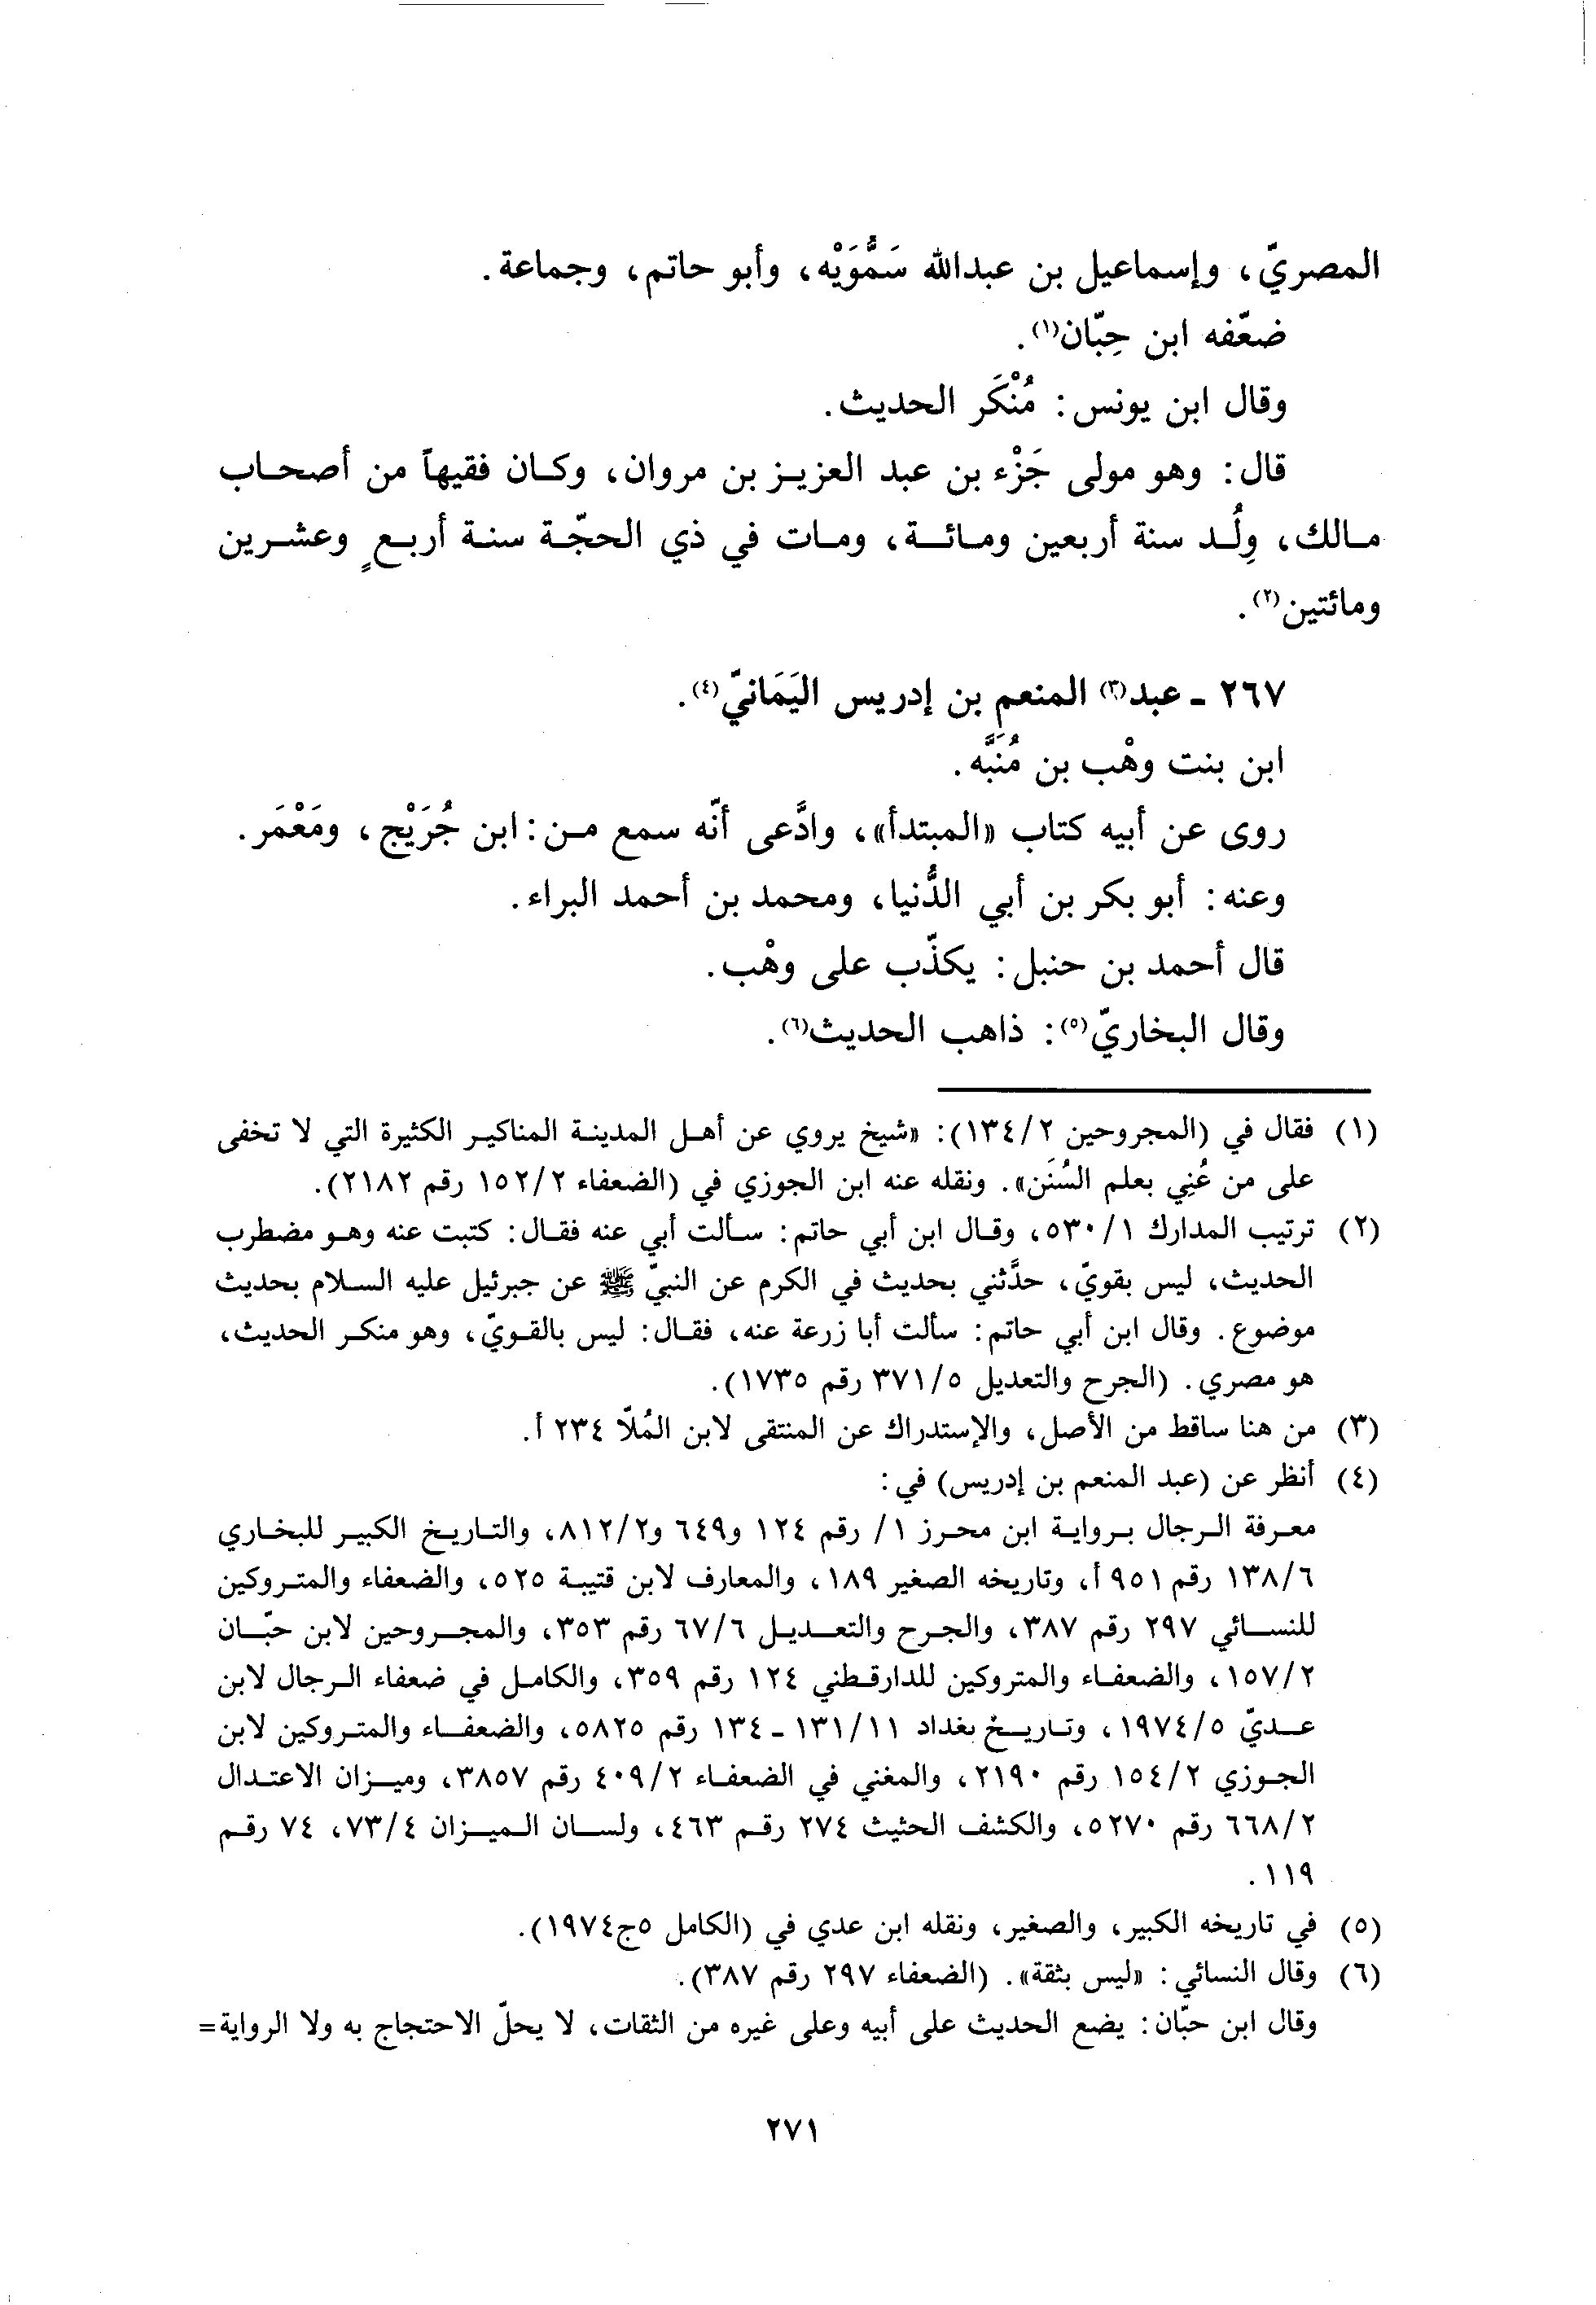 المصريّ، وإسماعيل بن عبدالله سَمُّوَيْه، وأبو حاتم، وجماعة.
ضعّفه ابن حِبّان(١).
وقال ابن يونس: مُنْكَر الحديث.
قال: وهو مولى جَزْء بن عبد العزيز بن مروان، وكان فقيهاً من أصحاب
مالك، وُلِد سنة أربعين ومائة، ومات في ذي الحجّة سنة أربعٍ وعشرين
ومائتين(٢).
٢٦٧ ـ عبد(٣) المنعم بن إدريس اليَمَانيّ(٤).
ابن بنت وهْب بن مُنَبَّه.
روى عن أبيه كتاب «المبتدأ»، وادَّعى أنّه سمع من: ابن جُرَيْج، ومَعْمَر.
وعنه: أبو بكر بن أبي الدُّنيا، ومحمد بن أحمد البراء.
قال أحمد بن حنبل: يكذّب على وهْب.
وقال البخاريّ(٥): ذاهب الحديث(٦).
(١) فقال في (المجروحين ١٣٤/٢): «شيخ يروي عن أهل المدينة المناكير الكثيرة التي لا تخفى
على من عُنِي بعلم السُنَن». ونقله عنه ابن الجوزي في (الضعفاء ١٥٢/٢ رقم ٢١٨٢).
(٢) ترتيب المدارك ٥٣٠/١، وقال ابن أبي حاتم: سألت أبي عنه فقال: كتبت عنه وهو مضطرب
الحديث، ليس بقويّ، حدَّثني بحديث في الكرم عن النبيّ ﷺ عن جبرئيل عليه السلام بحديث
موضوع. وقال ابن أبي حاتم: سألت أبا زرعة عنه، فقال: ليس بالقويّ، وهو منكر الحديث،
هو مصري. (الجرح والتعديل ٣٧١/٥ رقم ١٧٣٥).
(٣) من هنا ساقط من الأصل، والإستدراك عن المنتقى لابن المُلّا ٢٣٤ أ.
(٤) أنظر عن (عبد المنعم بن إدريس) في:
معرفة الرجال برواية ابن محرز ١/ رقم ١٢٤ و٦٤٩ و٨١٢/٢، والتاريخ الكبير للبخاري
١٣٨/٦ رقم ٩٥١ أ، وتاريخه الصغير ١٨٩، والمعارف لابن قتيبة ٥٢٥، والضعفاء والمتروكين
للنسائي ٢٩٧ رقم ٣٨٧، والجرح والتعديل ٦٧/٦ رقم ٣٥٣، والمجروحين لابن حبّان
١٥٧/٢، والضعفاء والمتروكين للدارقطني ١٢٤ رقم ٣٥٩، والكامل في ضعفاء الرجال لابن
عديّ ١٩٧٤/٥، وتاريخ بغداد ١٣١/١١ ـ ١٣٤ رقم ٥٨٢٥، والضعفاء والمتروكين لابن
الجوزي ١٥٤/٢ رقم ٢١٩٠، والمغني في الضعفاء ٤٠٩/٢ رقم ٣٨٥٧، وميزان الاعتدال
٦٦٨/٢ رقم ٥٢٧٠، والكشف الحثيث ٢٧٤ رقم ٤٦٣، ولسان الميزان ٧٣/٤، ٧٤ رقم
١١٩.
(٥) في تاريخه الكبير، والصغير، ونقله ابن عدي في (الكامل ٥ج١٩٧٤).
(٦) وقال النسائي: «ليس بثقة». (الضعفاء ٢٩٧ رقم ٣٨٧).
وقال ابن حبّان: يضع الحديث على أبيه وعلى غيره من الثقات، لا يحلّ الاحتجاج به ولا الرواية=
٢٧١